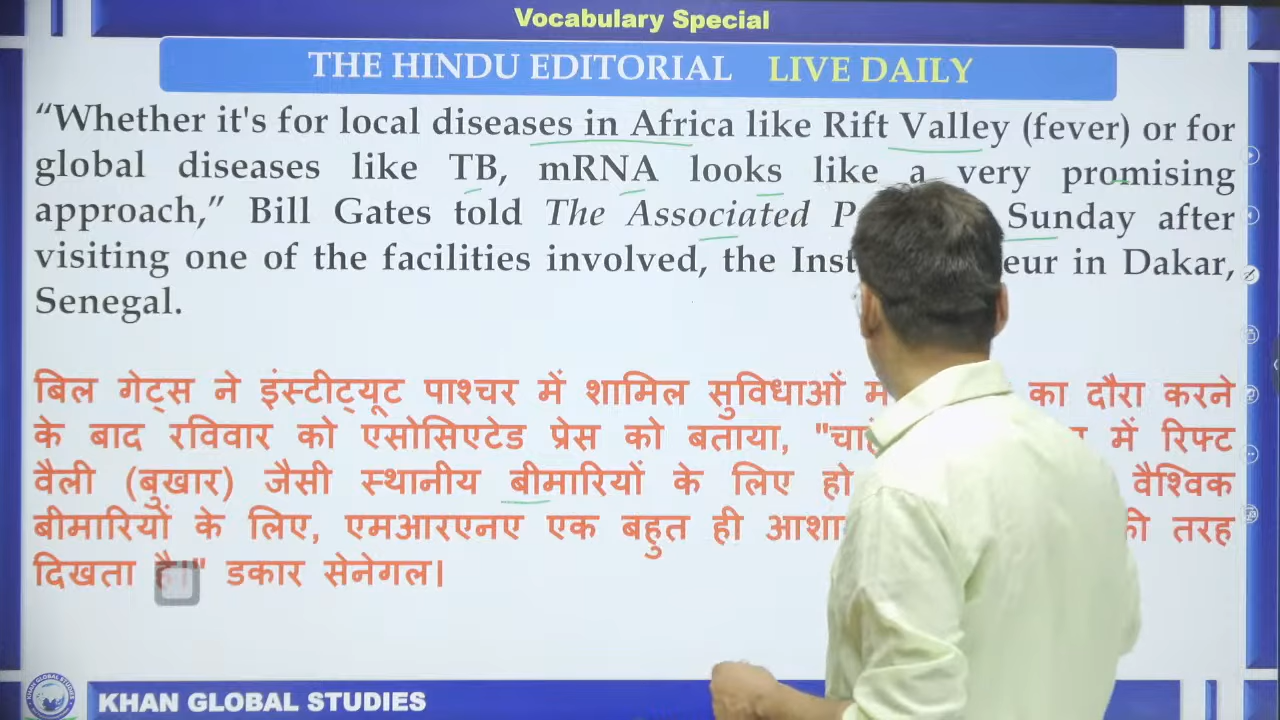 Vocabulary Special
THE HINDU EDITORIAL LIVE DAILY
“Whether it's for local diseases in Africa like Rift Valley (fever) or for
global diseases like TB, mRNA looks like a very promising
approach,” Bill Gates told The Associated Sunday after
visiting one of the facilities involved, the in Dakar,
Senegal.
बिल गेट्स ने इंस्टीट्यूट पाश्चर में शामिल सुविधाओं का दौरा करने
के बाद रविवार को एसोसिएटेड प्रेस को बताया, में रिफ्ट
वैली (बुखार) जैसी स्थानीय बीमारियों के लिए हो वैश्विक
बीमारियों के लिए, एमआरएनए एक बहुत ही तरह
दिखता है।" डकार सेनेगल।
KHAN GLOBAL STUDIES
KHAN GLOBAL STUDIES